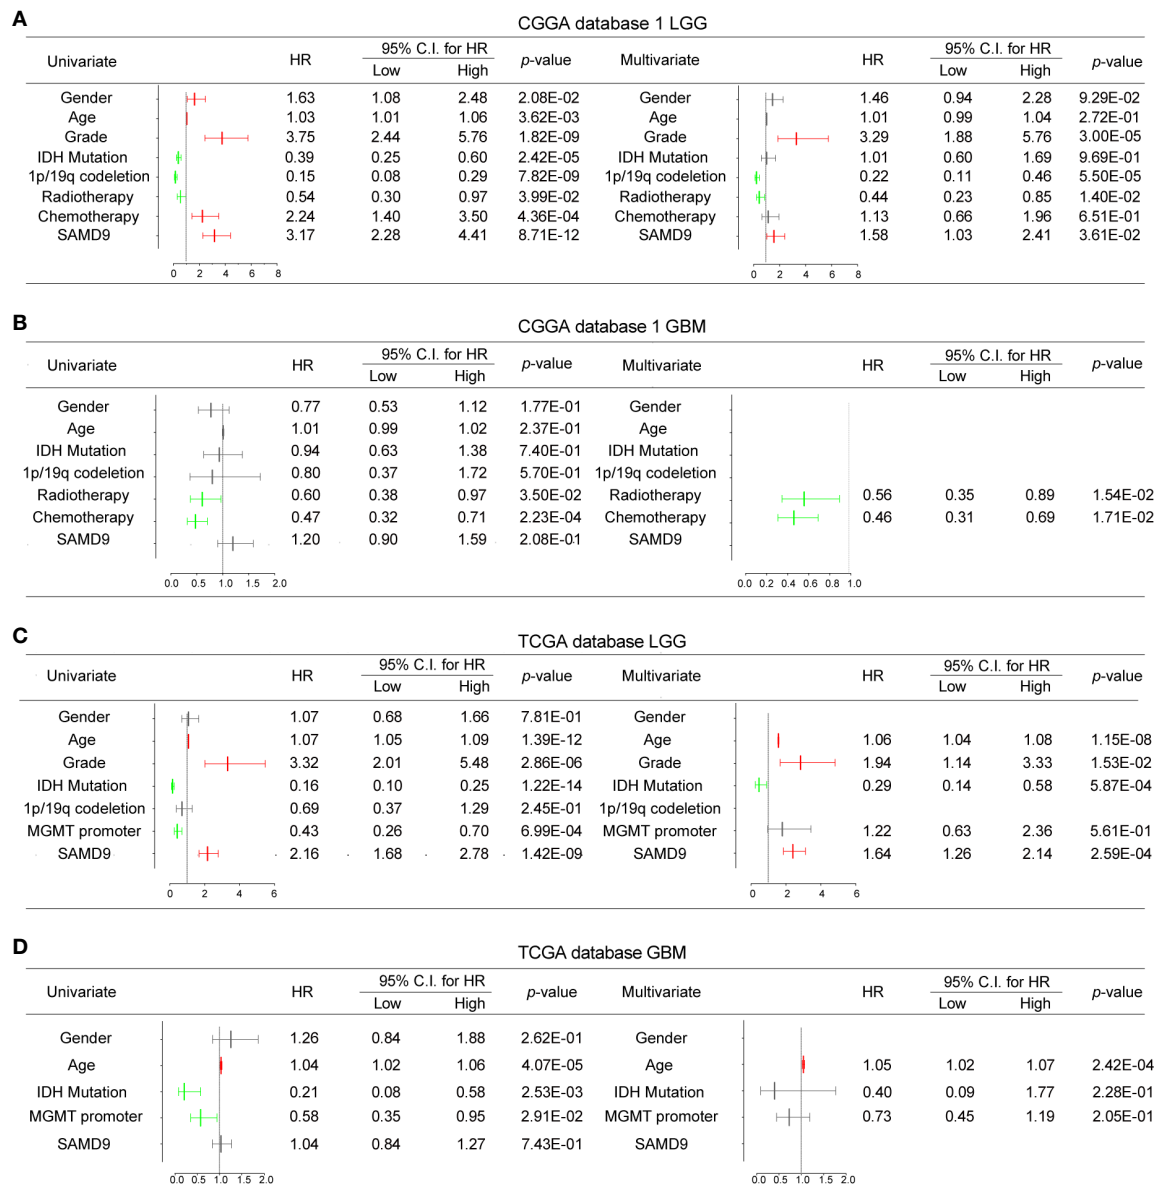 A
CGGA database 1 LGG
Univariate HR 95% C.I. for HR p-value Multivariate HR 95% C.I. for HR p-value
Low High Low High
Gender 1.63 1.08 2.48 2.08E-02 Gender 1.46 0.94 2.28 9.29E-02
Age 1.03 1.01 1.06 3.62E-03 Age 1.01 0.99 1.04 2.72E-01
Grade 3.75 2.44 5.76 1.82E-09 Grade 3.29 1.88 5.76 3.00E-05
IDH Mutation 0.39 0.25 0.60 2.42E-05 IDH Mutation 1.01 0.60 1.69 9.69E-01
1p/19q codeletion 0.15 0.08 0.29 7.82E-09 1p/19q codeletion 0.22 0.11 0.46 5.50E-05
Radiotherapy 0.54 0.30 0.97 3.99E-02 Radiotherapy 0.44 0.23 0.85 1.40E-02
Chemotherapy 2.24 1.40 3.50 4.36E-04 Chemotherapy 1.13 0.66 1.96 6.51E-01
SAMD9 3.17 2.28 4.41 8.71E-12 SAMD9 1.58 1.03 2.41 3.61E-02
0 2 4 6 8 0 2 4 6 8
B
CGGA database 1 GBM
Univariate HR 95% C.I. for HR p-value Multivariate HR 95% C.I. for HR p-value
Low High Low High
Gender 0.77 0.53 1.12 1.77E-01 Gender
Age 1.01 0.99 1.02 2.37E-01 Age
IDH Mutation 0.94 0.63 1.38 7.40E-01 IDH Mutation
1p/19q codeletion 0.80 0.37 1.72 5.70E-01 1p/19q codeletion
Radiotherapy 0.60 0.38 0.97 3.50E-02 Radiotherapy 0.56 0.35 0.89 1.54E-02
Chemotherapy 0.47 0.32 0.71 2.23E-04 Chemotherapy 0.46 0.31 0.69 1.71E-02
SAMD9 1.20 0.90 1.59 2.08E-01 SAMD9
0.0 0.5 1.0 1.5 2.0 0.0 0.2 0.4 0.6 0.8 1.0
C
TCGA database LGG
Univariate HR 95% C.I. for HR p-value Multivariate HR 95% C.I. for HR p-value
Low High Low High
Gender 1.07 0.68 1.66 7.81E-01 Gender
Age 1.07 1.05 1.09 1.39E-12 Age 1.06 1.04 1.08 1.15E-08
Grade 3.32 2.01 5.48 2.86E-06 Grade 1.94 1.14 3.33 1.53E-02
IDH Mutation 0.16 0.10 0.25 1.22E-14 IDH Mutation 0.29 0.14 0.58 5.87E-04
1p/19q codeletion 0.69 0.37 1.29 2.45E-01 1p/19q codeletion
MGMT promoter 0.43 0.26 0.70 6.99E-04 MGMT promoter 1.22 0.63 2.36 5.61E-01
SAMD9 2.16 1.68 2.78 1.42E-09 SAMD9 1.64 1.26 2.14 2.59E-04
0 2 4 6 0 2 4 6
D
TCGA database GBM
Univariate HR 95% C.I. for HR p-value Multivariate HR 95% C.I. for HR p-value
Low High Low High
Gender 1.26 0.84 1.88 2.62E-01 Gender
Age 1.04 1.02 1.06 4.07E-05 Age 1.05 1.02 1.07 2.42E-04
IDH Mutation 0.21 0.08 0.58 2.53E-03 IDH Mutation 0.40 0.09 1.77 2.28E-01
MGMT promoter 0.58 0.35 0.95 2.91E-02 MGMT promoter 0.73 0.45 1.19 2.05E-01
SAMD9 1.04 0.84 1.27 7.43E-01 SAMD9
0.0 0.5 1.0 1.5 2.0 0.0 0.5 1.0 1.5 2.0